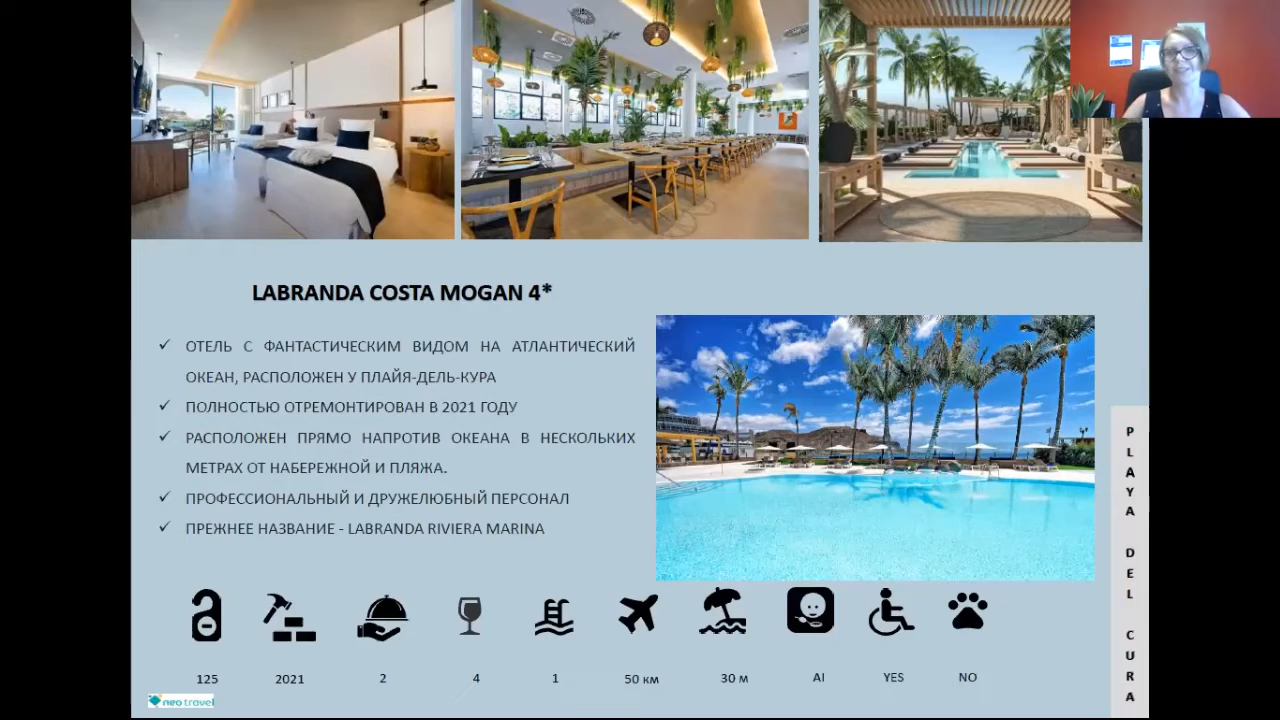 LABRANDA COSTA MOGAN 4*
ОТЕЛЬ С ФАНТАСТИЧЕСКИМ ВИДОМ НА АТЛАНТИЧЕСКИЙ
ОКЕАН, РАСПОЛОЖЕН У ПЛАЙЯ-ДЕЛЬ-КУРА
ПОЛНОСТЬЮ ОТРЕМОНТИРОВАН В 2021 ГОДУ
РАСПОЛОЖЕН ПРЯМО НАПРОТИВ ОКЕАНА В НЕСКОЛЬКИХ
МЕТРАХ ОТ НАБЕРЕЖНОЙ И ПЛЯЖА.
ПРОФЕССИОНАЛЬНЫЙ И ДРУЖЕЛЮБНЫЙ ПЕРСОНАЛ
ПРЕЖНЕЕ НАЗВАНИЕ - LABRANDA RIVIERA MARINA
125 2021 2 4 1 50 км 30 м AI YES NO
neo travel
PLAYA DEL CURA